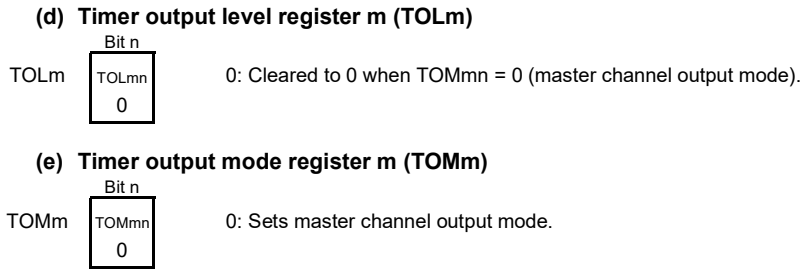 (d) Timer output level register m (TOLm)
Bit n
TOLm TOLmn 0: Cleared to 0 when TOMmn = 0 (master channel output mode).
0
(e) Timer output mode register m (TOMm)
Bit n
TOMm TOMmn 0: Sets master channel output mode.
0